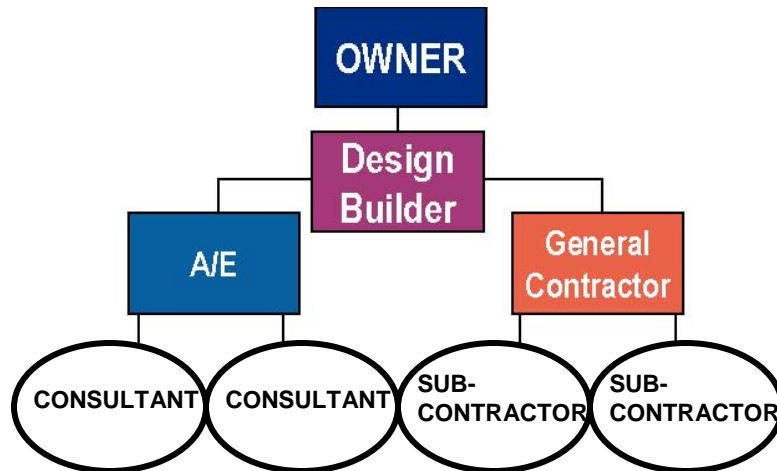 OWNER
Design
Builder
A/E
General
Contractor
CONSULTANT
CONSULTANT
SUB-
CONTRACTOR
SUB-
CONTRACTOR